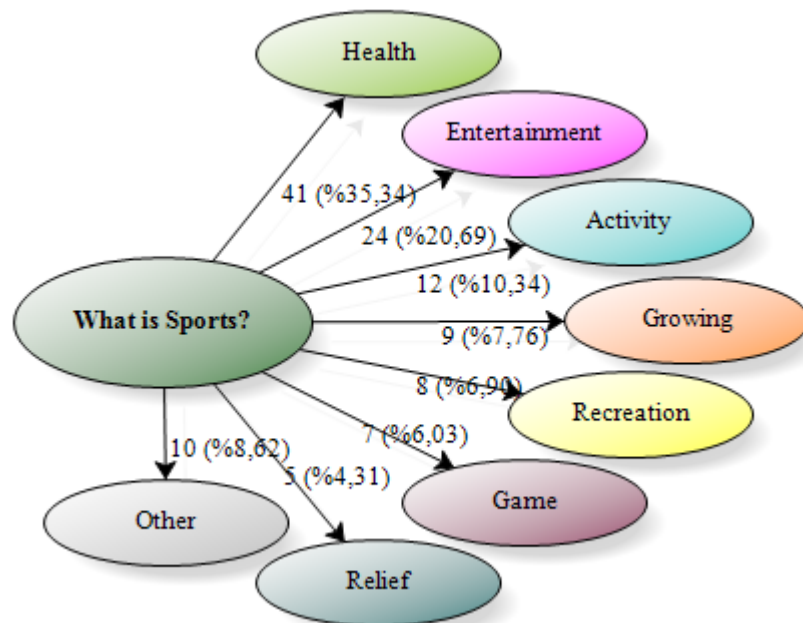 Health
Entertainment
41 (%35,34)
24 (%20,69)
Activity
12 (%10,34)
What is Sports?
Growing
9 (%7,76)
8 (%6,90)
Recreation
7 (%6,03)
10 (%8,62)
5 (%4,31)
Game
Other
Relief